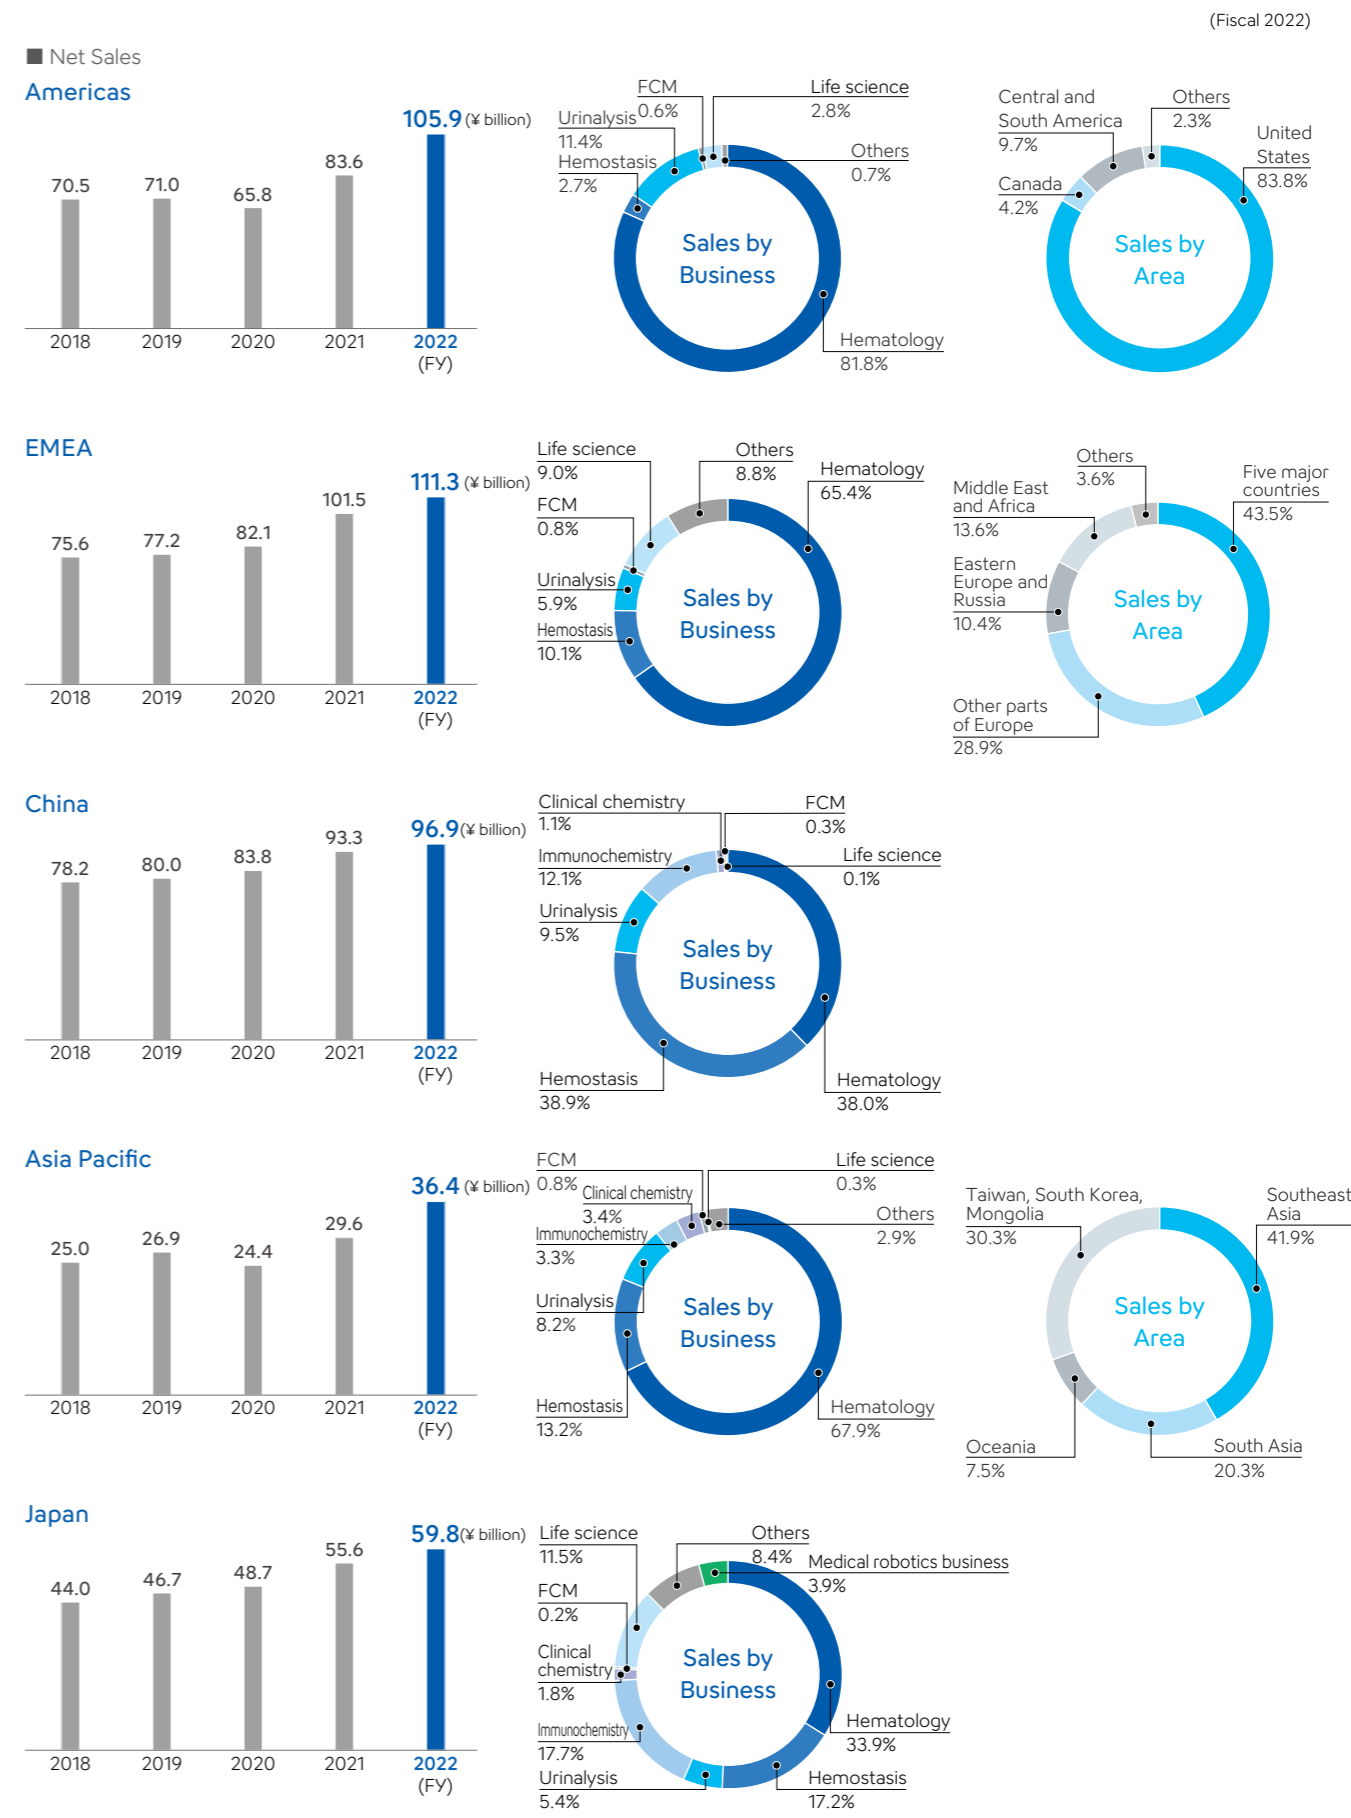 (Fiscal 2022)
Net Sales
Americas
105.9 (¥ billion)
83.6
70.5
71.0
65.8
2018
2019
2020
2021
2022
(FY)
FCM
0.6%
Life science
2.8%
Urinalysis
11.4%
Hemostasis
2.7%
Others
0.7%
Sales by
Business
Hematology
81.8%
Central and
South America
9.7%
Others
2.3%
United
States
83.8%
Canada
4.2%
Sales by
Area
EMEA
111.3 (¥ billion)
101.5
75.6
77.2
82.1
2018
2019
2020
2021
2022
(FY)
Life science
9.0%
Others
8.8%
Hematology
65.4%
FCM
0.8%
Urinalysis
5.9%
Hemostasis
10.1%
Sales by
Business
Others
3.6%
Five major
countries
43.5%
Middle East
and Africa
13.6%
Eastern
Europe and
Russia
10.4%
Sales by
Area
Other parts
of Europe
28.9%
China
96.9 (¥ billion)
93.3
78.2
80.0
83.8
2018
2019
2020
2021
2022
(FY)
Clinical chemistry
1.1%
FCM
0.3%
Immunochemistry
12.1%
Life science
0.1%
Urinalysis
9.5%
Sales by
Business
Hemostasis
38.9%
Hematology
38.0%
Asia Pacific
36.4 (¥ billion)
29.6
25.0
26.9
24.4
2018
2019
2020
2021
2022
(FY)
FCM
0.8%
Life science
0.3%
Clinical chemistry
3.4%
Others
2.9%
Immunochemistry
3.3%
Urinalysis
8.2%
Sales by
Business
Hemostasis
13.2%
Hematology
67.9%
Taiwan, South Korea,
Mongolia
30.3%
Southeast
Asia
41.9%
Sales by
Area
Oceania
7.5%
South Asia
20.3%
Japan
59.8 (¥ billion)
55.6
44.0
46.7
48.7
2018
2019
2020
2021
2022
(FY)
Life science
11.5%
Others
8.4%
Medical robotics business
3.9%
FCM
0.2%
Clinical
chemistry
1.8%
Sales by
Business
Immunochemistry
17.7%
Hematology
33.9%
Urinalysis
5.4%
Hemostasis
17.2%